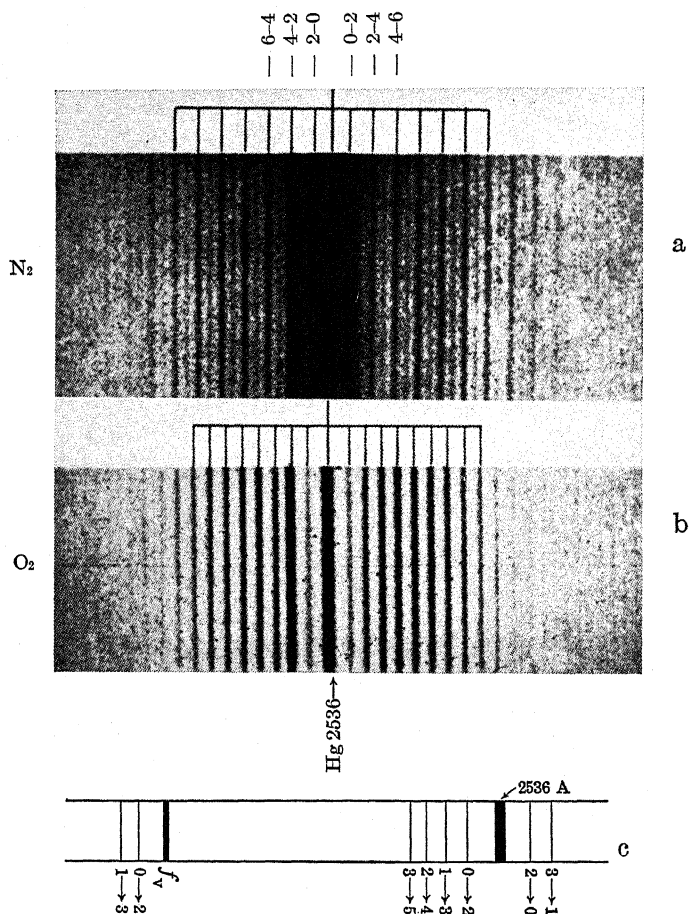 6–4
4–2
2–0
0–2
2–4
4–6
a
N₂
b
O₂
Hg 2536→
2536 A
c
1→3
0→2
f_v
3→5
2→4
1→3
0→2
2→0
3→1